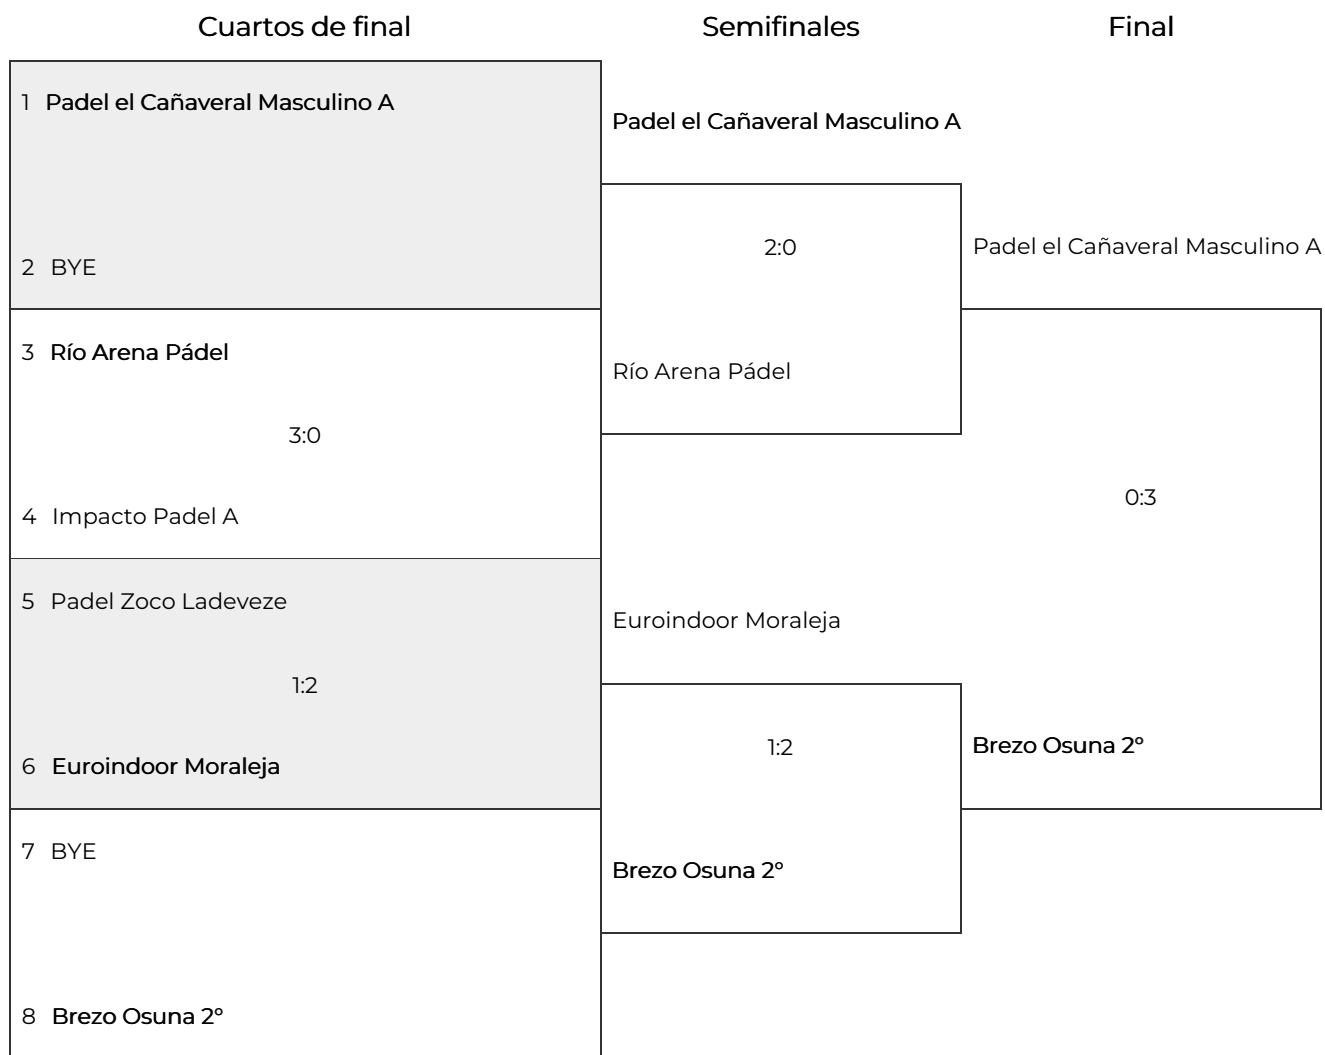 Cuartos de final
Semifinales
Final
1 Padel el Cañaveral Masculino A
2 BYE
3 Río Arena Pádel
3:0
4 Impacto Padel A
5 Padel Zoco Ladeveze
1:2
6 Euroindoor Moraleja
7 BYE
8 Brezo Osuna 2º
Padel el Cañaveral Masculino A
2:0
Río Arena Pádel
Euroindoor Moraleja
1:2
Brezo Osuna 2º
Padel el Cañaveral Masculino A
0:3
Brezo Osuna 2º